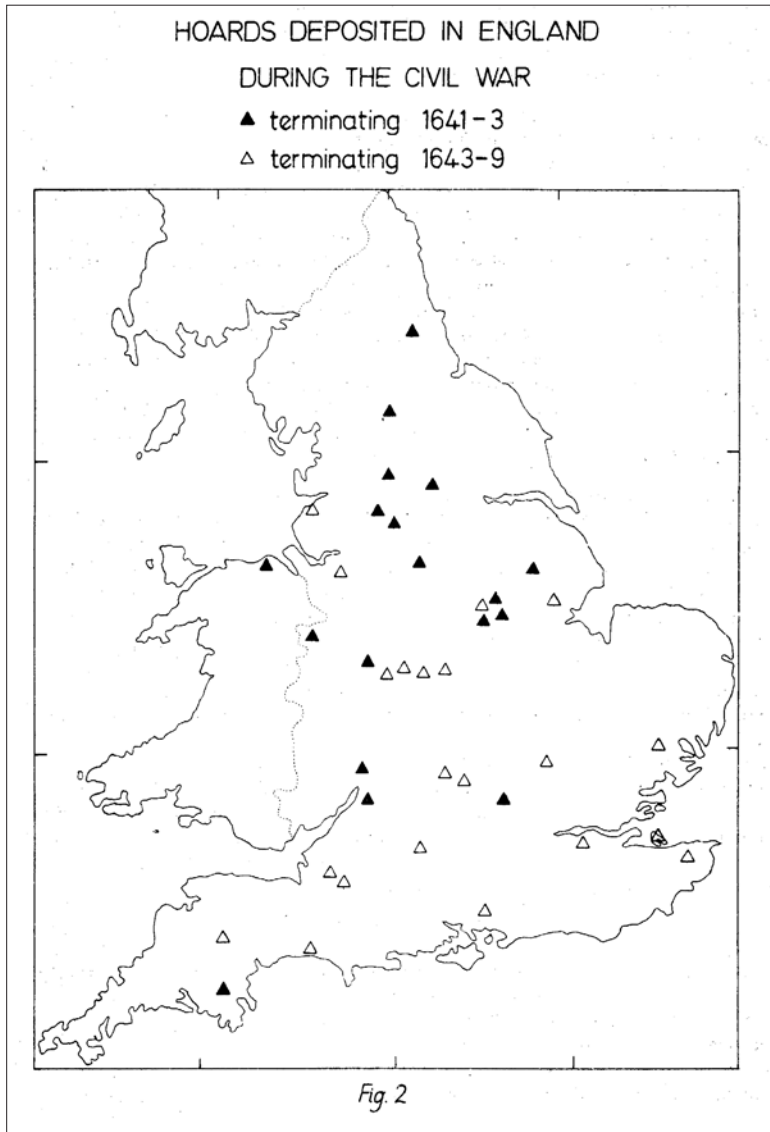 HOARDS DEPOSITED IN ENGLAND
DURING THE CIVIL WAR
▲ terminating 1641-3
△ terminating 1643-9
Fig. 2